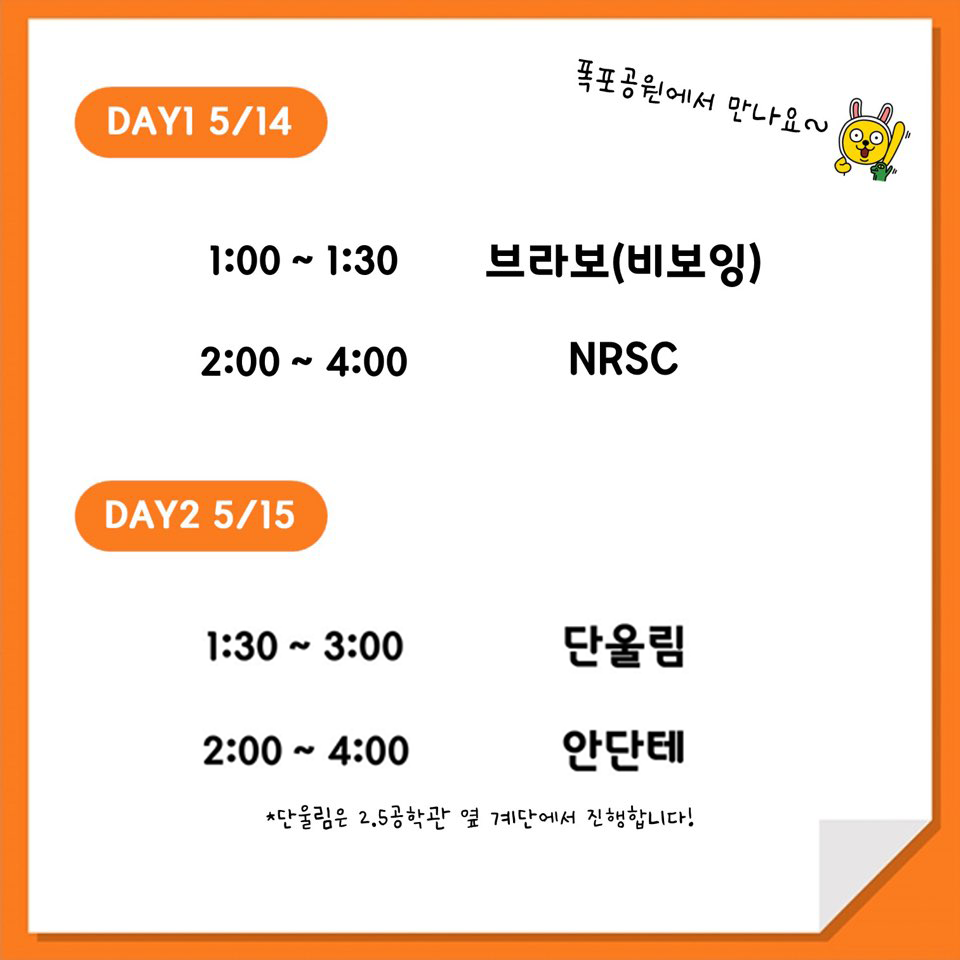 폭포공원에서 만나요~
DAY1 5/14
1:00 ~ 1:30 브라보(비보잉)
2:00 ~ 4:00 NRSC
DAY2 5/15
1:30 ~ 3:00 단울림
2:00 ~ 4:00 안단테
*단울림은 2.5공학관 옆 계단에서 진행합니다!